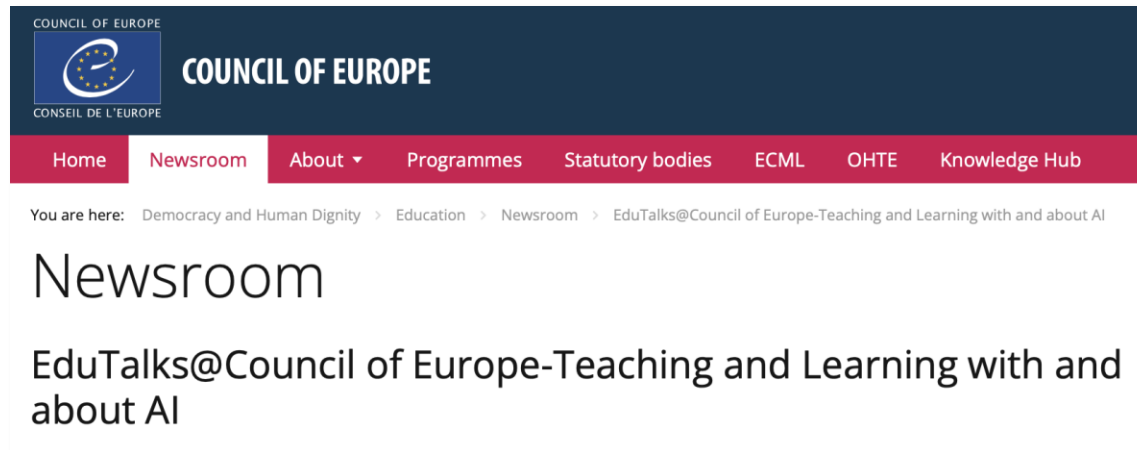 COUNCIL OF EUROPE
CONSEIL DE L'EUROPE
COUNCIL OF EUROPE
Home Newsroom About Programmes Statutory bodies ECML OHTE Knowledge Hub
You are here: Democracy and Human Dignity > Education > Newsroom > EduTalks@Council of Europe-Teaching and Learning with and about AI
Newsroom
EduTalks@Council of Europe-Teaching and Learning with and
about AI